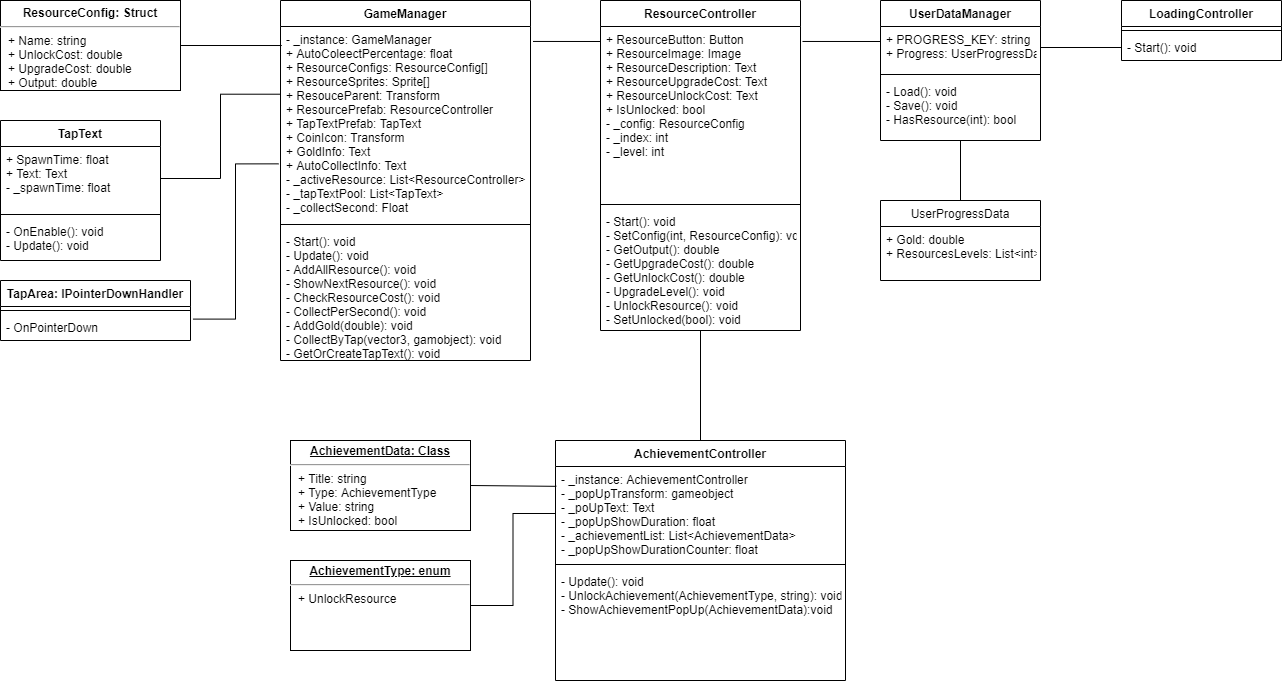 ResourceConfig: Struct
+ Name: string
+ UnlockCost: double
+ UpgradeCost: double
+ Output: double
TapText
+ SpawnTime: float
+ Text: Text
- _spawnTime: float
- OnEnable(): void
- Update(): void
TapArea: IPointerDownHandler
- OnPointerDown
GameManager
- _instance: GameManager
+ AutoColeectPercentage: float
+ ResourceConfigs: ResourceConfig[]
+ ResourceSprites: Sprite[]
+ ResouceParent: Transform
+ ResourcePrefab: ResourceController
+ TapTextPrefab: TapText
+ CoinIcon: Transform
+ GoldInfo: Text
+ AutoCollectInfo: Text
- _activeResource: List<ResourceController>
- _tapTextPool: List<TapText>
- _collectSecond: Float
- Start(): void
- Update(): void
- AddAllResource(): void
- ShowNextResource(): void
- CheckResourceCost(): void
- CollectPerSecond(): void
- AddGold(double): void
- CollectByTap(vector3, gamobject): void
- GetOrCreateTapText(): void
ResourceController
+ ResourceButton: Button
+ ResourceImage: Image
+ ResourceDescription: Text
+ ResourceUpgradeCost: Text
+ ResourceUnlockCost: Text
+ IsUnlocked: bool
- _config: ResourceConfig
- _index: int
- _level: int
- Start(): void
- SetConfig(int, ResourceConfig): vo
- GetOutput(): double
- GetUpgradeCost(): double
- GetUnlockCost(): double
- UpgradeLevel(): void
- UnlockResource(): void
- SetUnlocked(bool): void
UserDataManager
+ PROGRESS_KEY: string
+ Progress: UserProgressDa
- Load(): void
- Save(): void
- HasResource(int): bool
LoadingController
- Start(): void
UserProgressData
+ Gold: double
+ ResourcesLevels: List<int>
AchievementData: Class
+ Title: string
+ Type: AchievementType
+ Value: string
+ IsUnlocked: bool
AchievementType: enum
+ UnlockResource
AchievementController
- _instance: AchievementController
- _popUpTransform: gameobject
- _poUpText: Text
- _popUpShowDuration: float
- _achievementList: List<AchievementData>
- _popUpShowDurationCounter: float
- Update(): void
- UnlockAchievement(AchievementType, string): void
- ShowAchievementPopUp(AchievementData):void